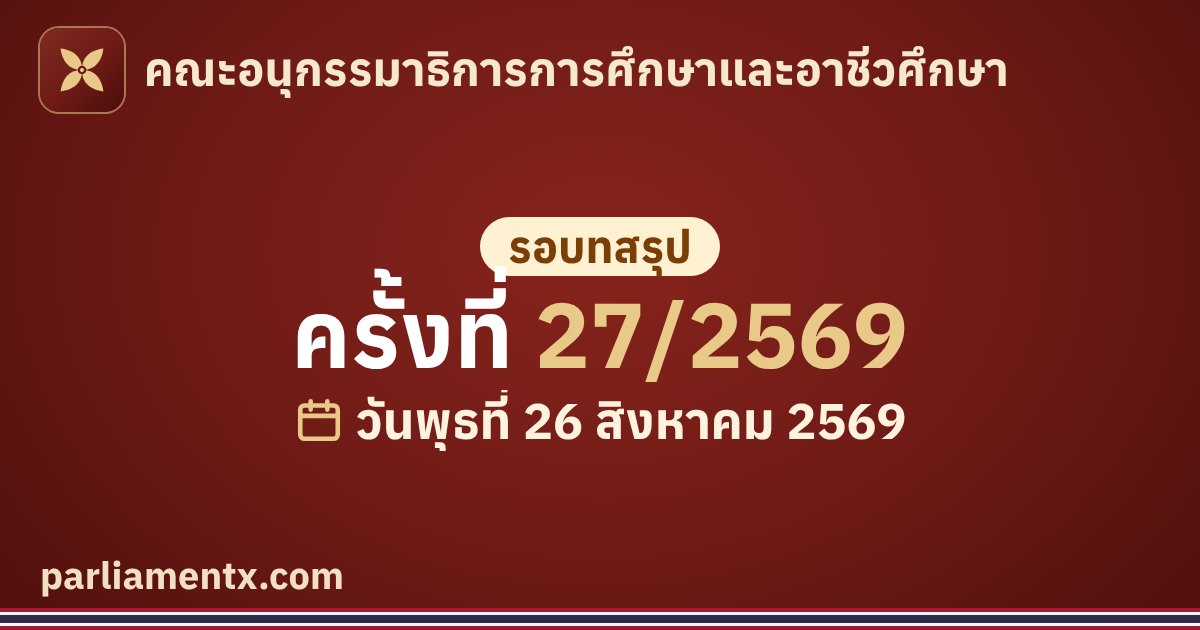 คณะอนุกรรมาธิการการศึกษาและอาชีวศึกษา
รอบทสรุป
ครั้งที่ 27/2569
วันพุธที่ 26 สิงหาคม 2569
parliamentx.com